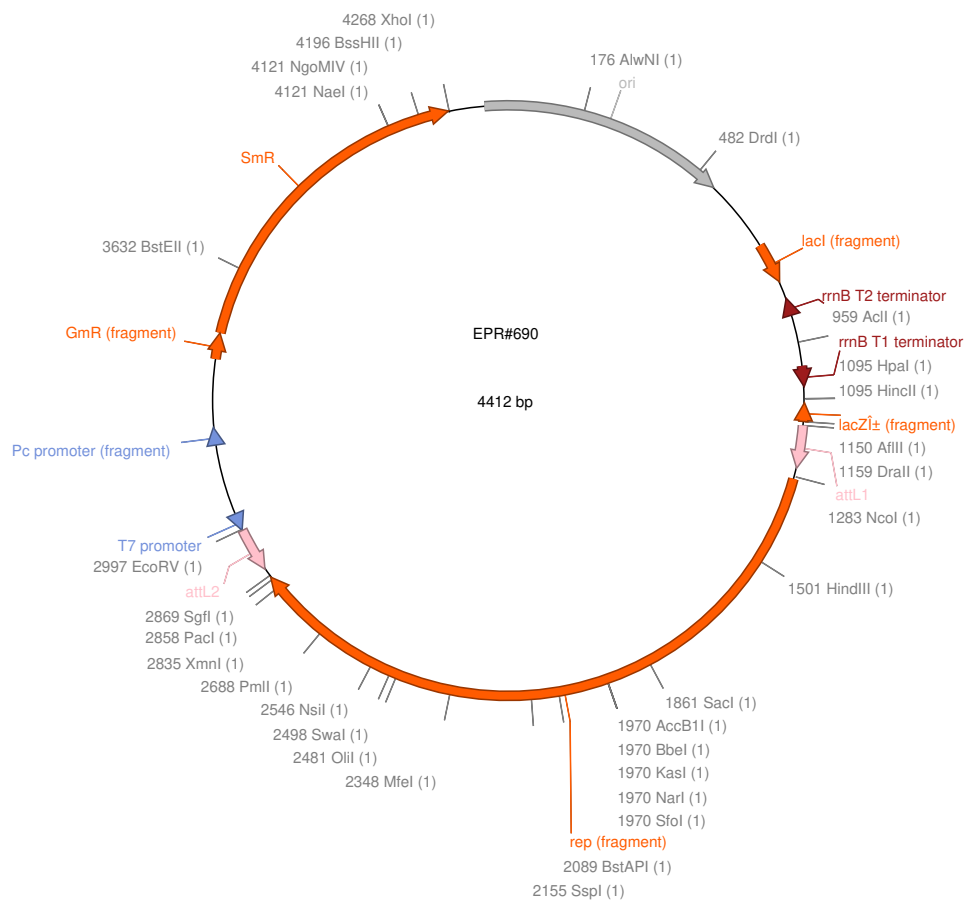 4268 XhoI (1)
4196 BssHII (1)
4121 NgoMIV (1)
4121 NaeI (1)
SmR
3632 BstEII (1)
GmR (fragment)
Pc promoter (fragment)
T7 promoter
2997 EcoRV (1)
attL2
2869 SgfI (1)
2858 PacI (1)
2835 XmnI (1)
2688 PmlI (1)
2546 NsiI (1)
2498 SwaI (1)
2481 OliI (1)
2348 MfeI (1)
EPR#690
4412 bp
176 AlwNI (1)
ori
482 DrdI (1)
lacI (fragment)
rrnB T2 terminator
959 AclI (1)
rrnB T1 terminator
1095 HpaI (1)
1095 HincII (1)
lacZÎ± (fragment)
1150 AflII (1)
1159 DraII (1)
attL1
1283 NcoI (1)
1501 HindIII (1)
1861 SacI (1)
1970 AccB1I (1)
1970 BbeI (1)
1970 KasI (1)
1970 NarI (1)
1970 SfoI (1)
rep (fragment)
2089 BstAPI (1)
2155 SspI (1)